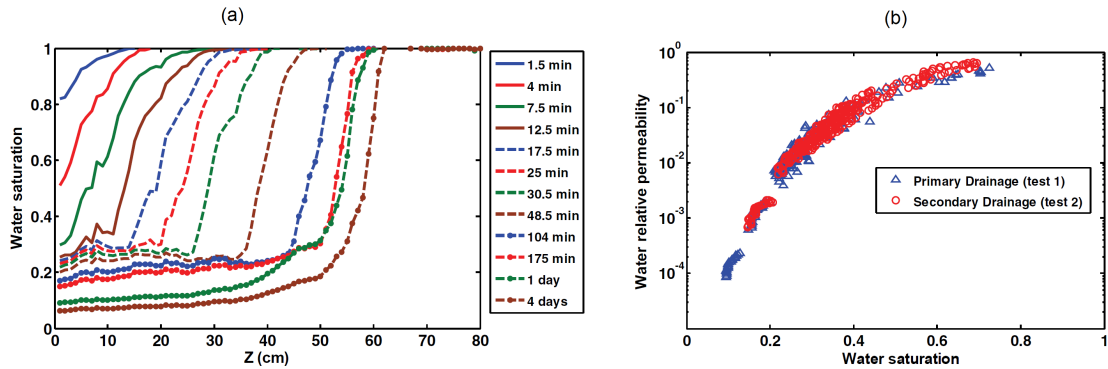 (a)
Water saturation
1
0.8
0.6
0.4
0.2
0
0 10 20 30 40 50 60 70 80
Z (cm)
1.5 min
4 min
7.5 min
12.5 min
17.5 min
25 min
30.5 min
48.5 min
104 min
175 min
1 day
4 days
(b)
Water relative permeability
10^0
10^-1
10^-2
10^-3
10^-4
0 0.2 0.4 0.6 0.8 1
Water saturation
Primary Drainage (test 1)
Secondary Drainage (test 2)